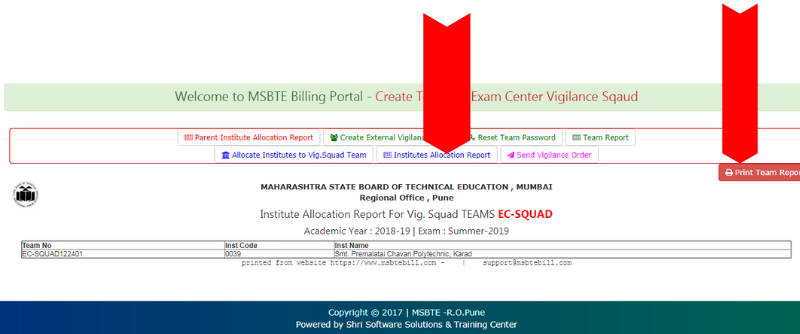 Welcome to MSBTE Billing Portal - Create T Exam Center Vigilance Sqaud
Parent Institute Allocation Report Create External Vigilanc Reset Team Password Team Report
Allocate Institutes to Vig.Squad Team Institutes Allocation Report Send Vigilance Order
Print Team Repor
MAHARASHTRA STATE BOARD OF TECHNICAL EDUCATION , MUMBAI
Regional Office , Pune
Institute Allocation Report For Vig. Squad TEAMS EC-SQUAD
Academic Year : 2018-19 | Exam : Summer-2019
Team No Inst Code Inst Name
EC-SQUAD122401 0039 Smt. Premalatai Chavan Polytechnic, Karad
printed from website https://www.msbtebill.com - | support@msbtebill.com
Copyright © 2017 | MSBTE -R.O.Pune
Powered by Shri Software Solutions & Training Center